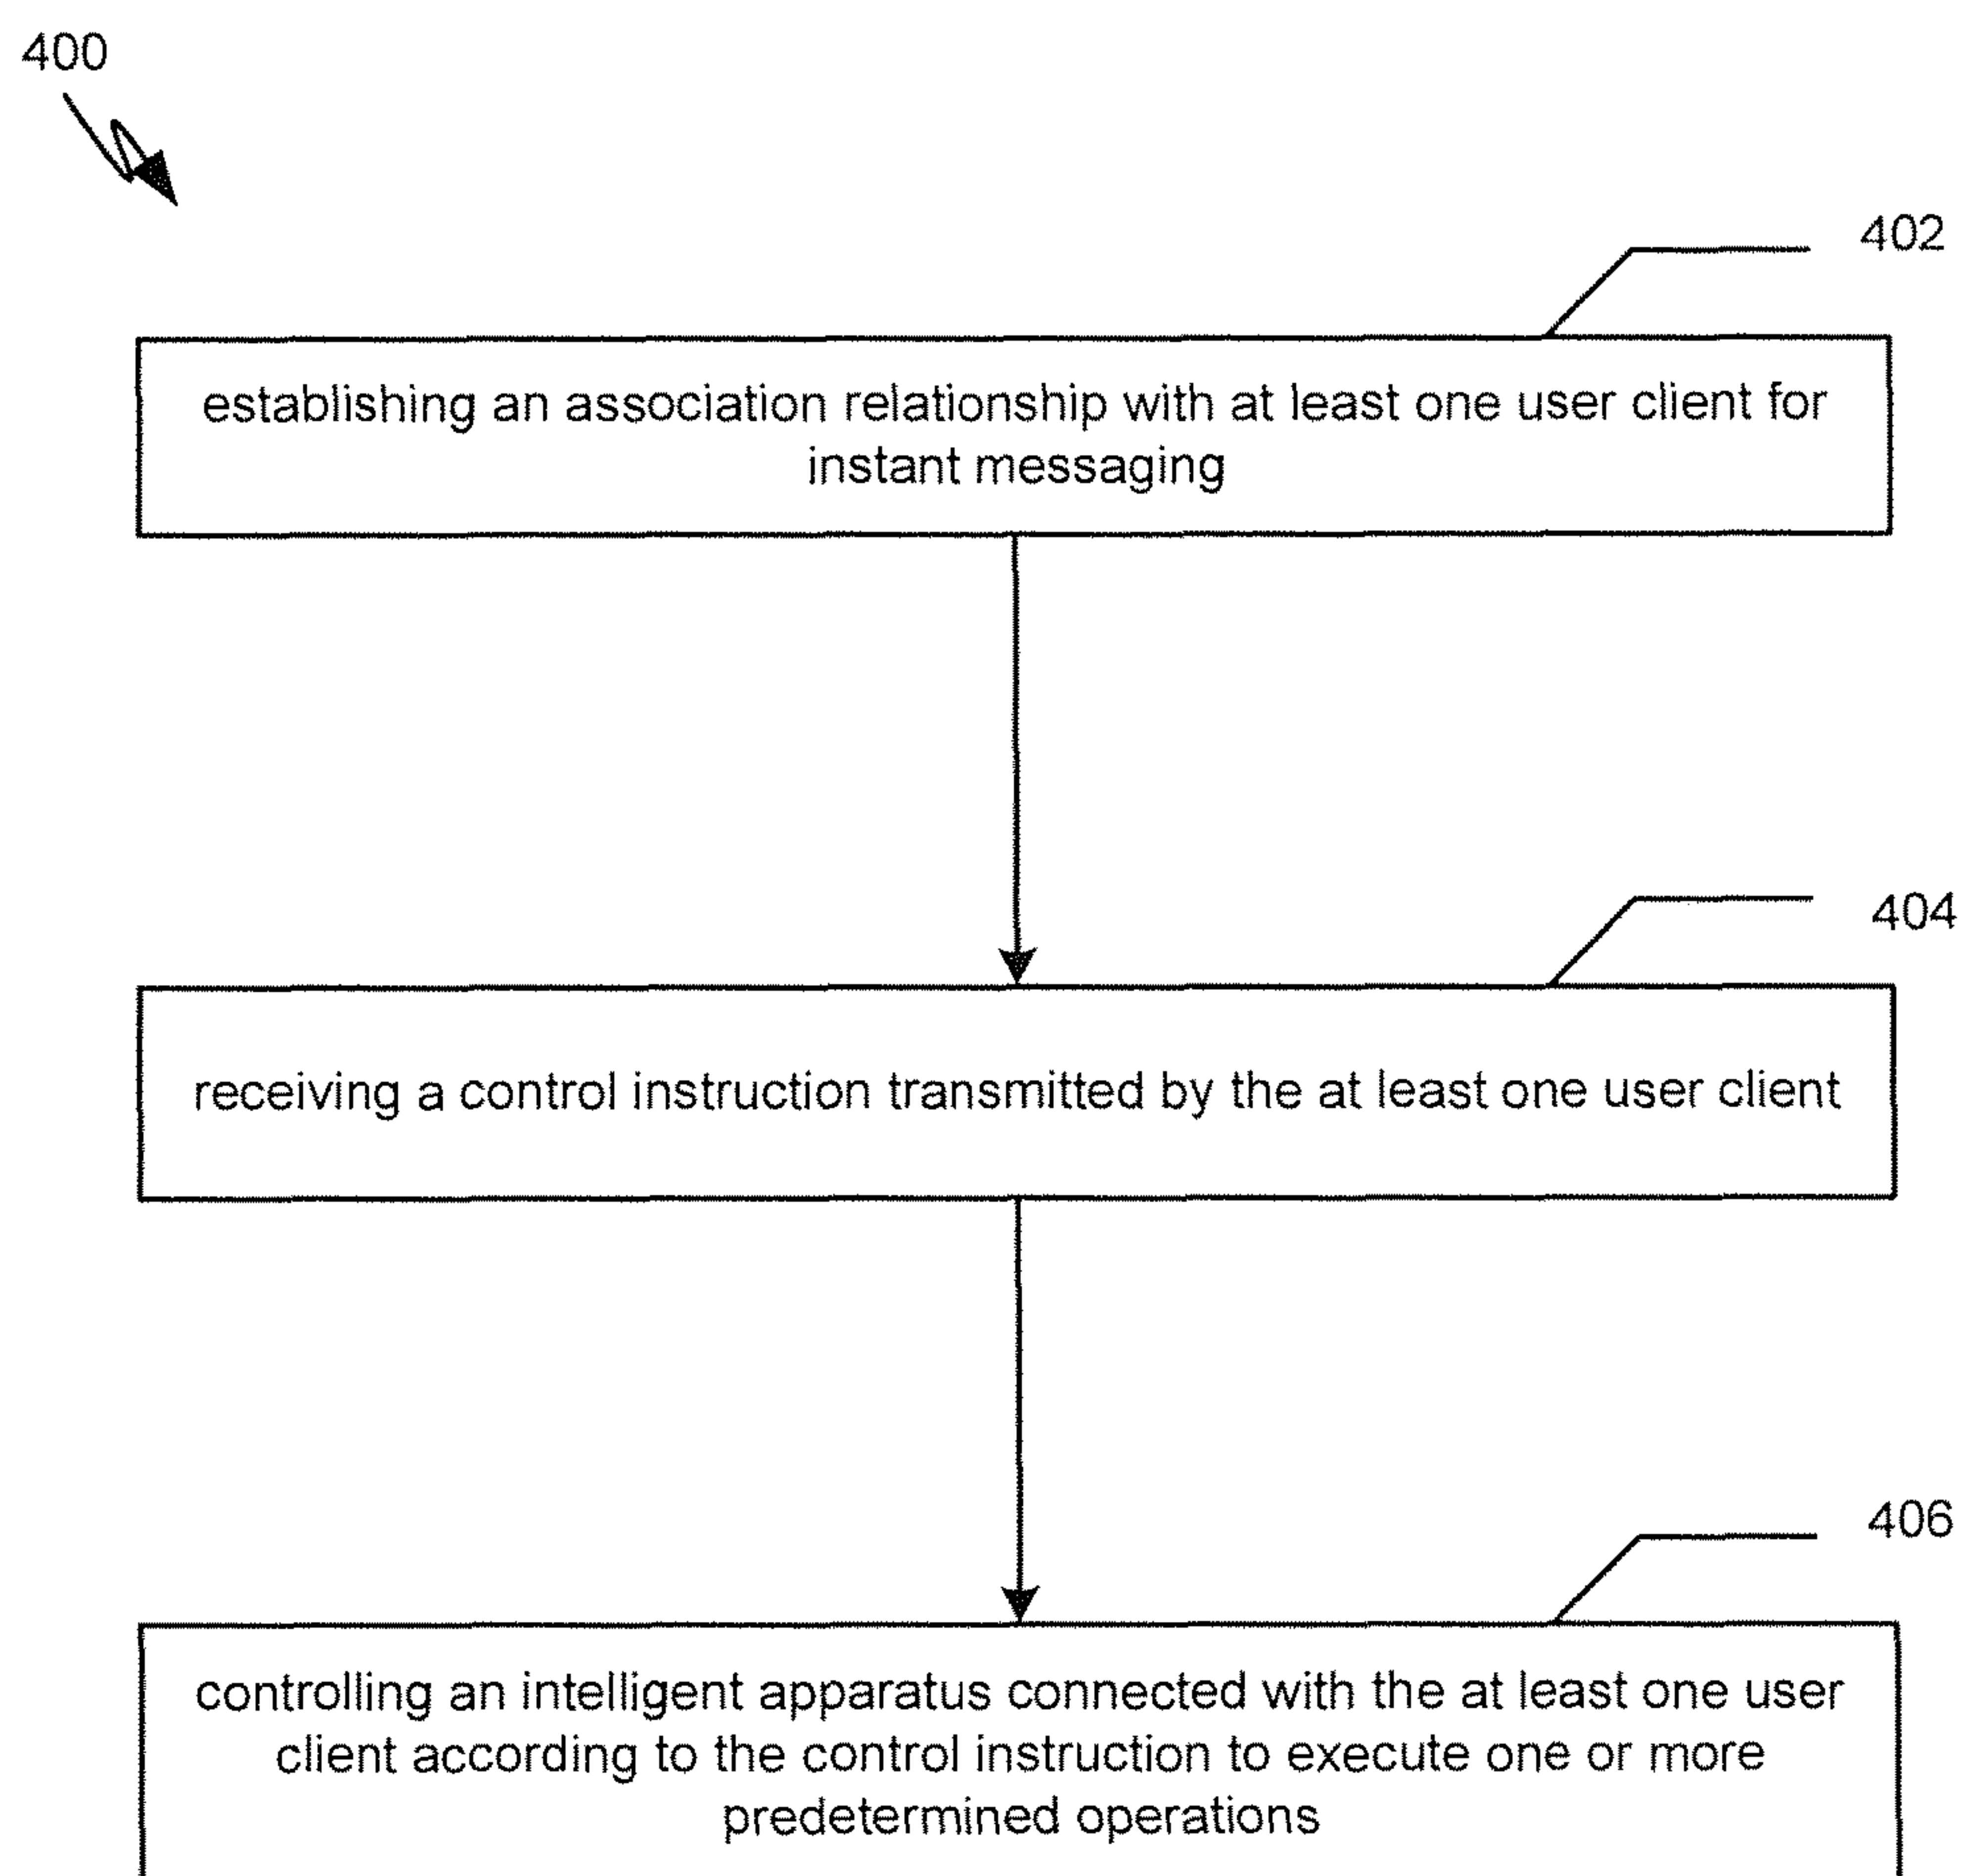 400
402
establishing an association relationship with at least one user client for
instant messaging
404
receiving a control instruction transmitted by the at least one user client
406
controlling an intelligent apparatus connected with the at least one user
client according to the control instruction to execute one or more
predetermined operations